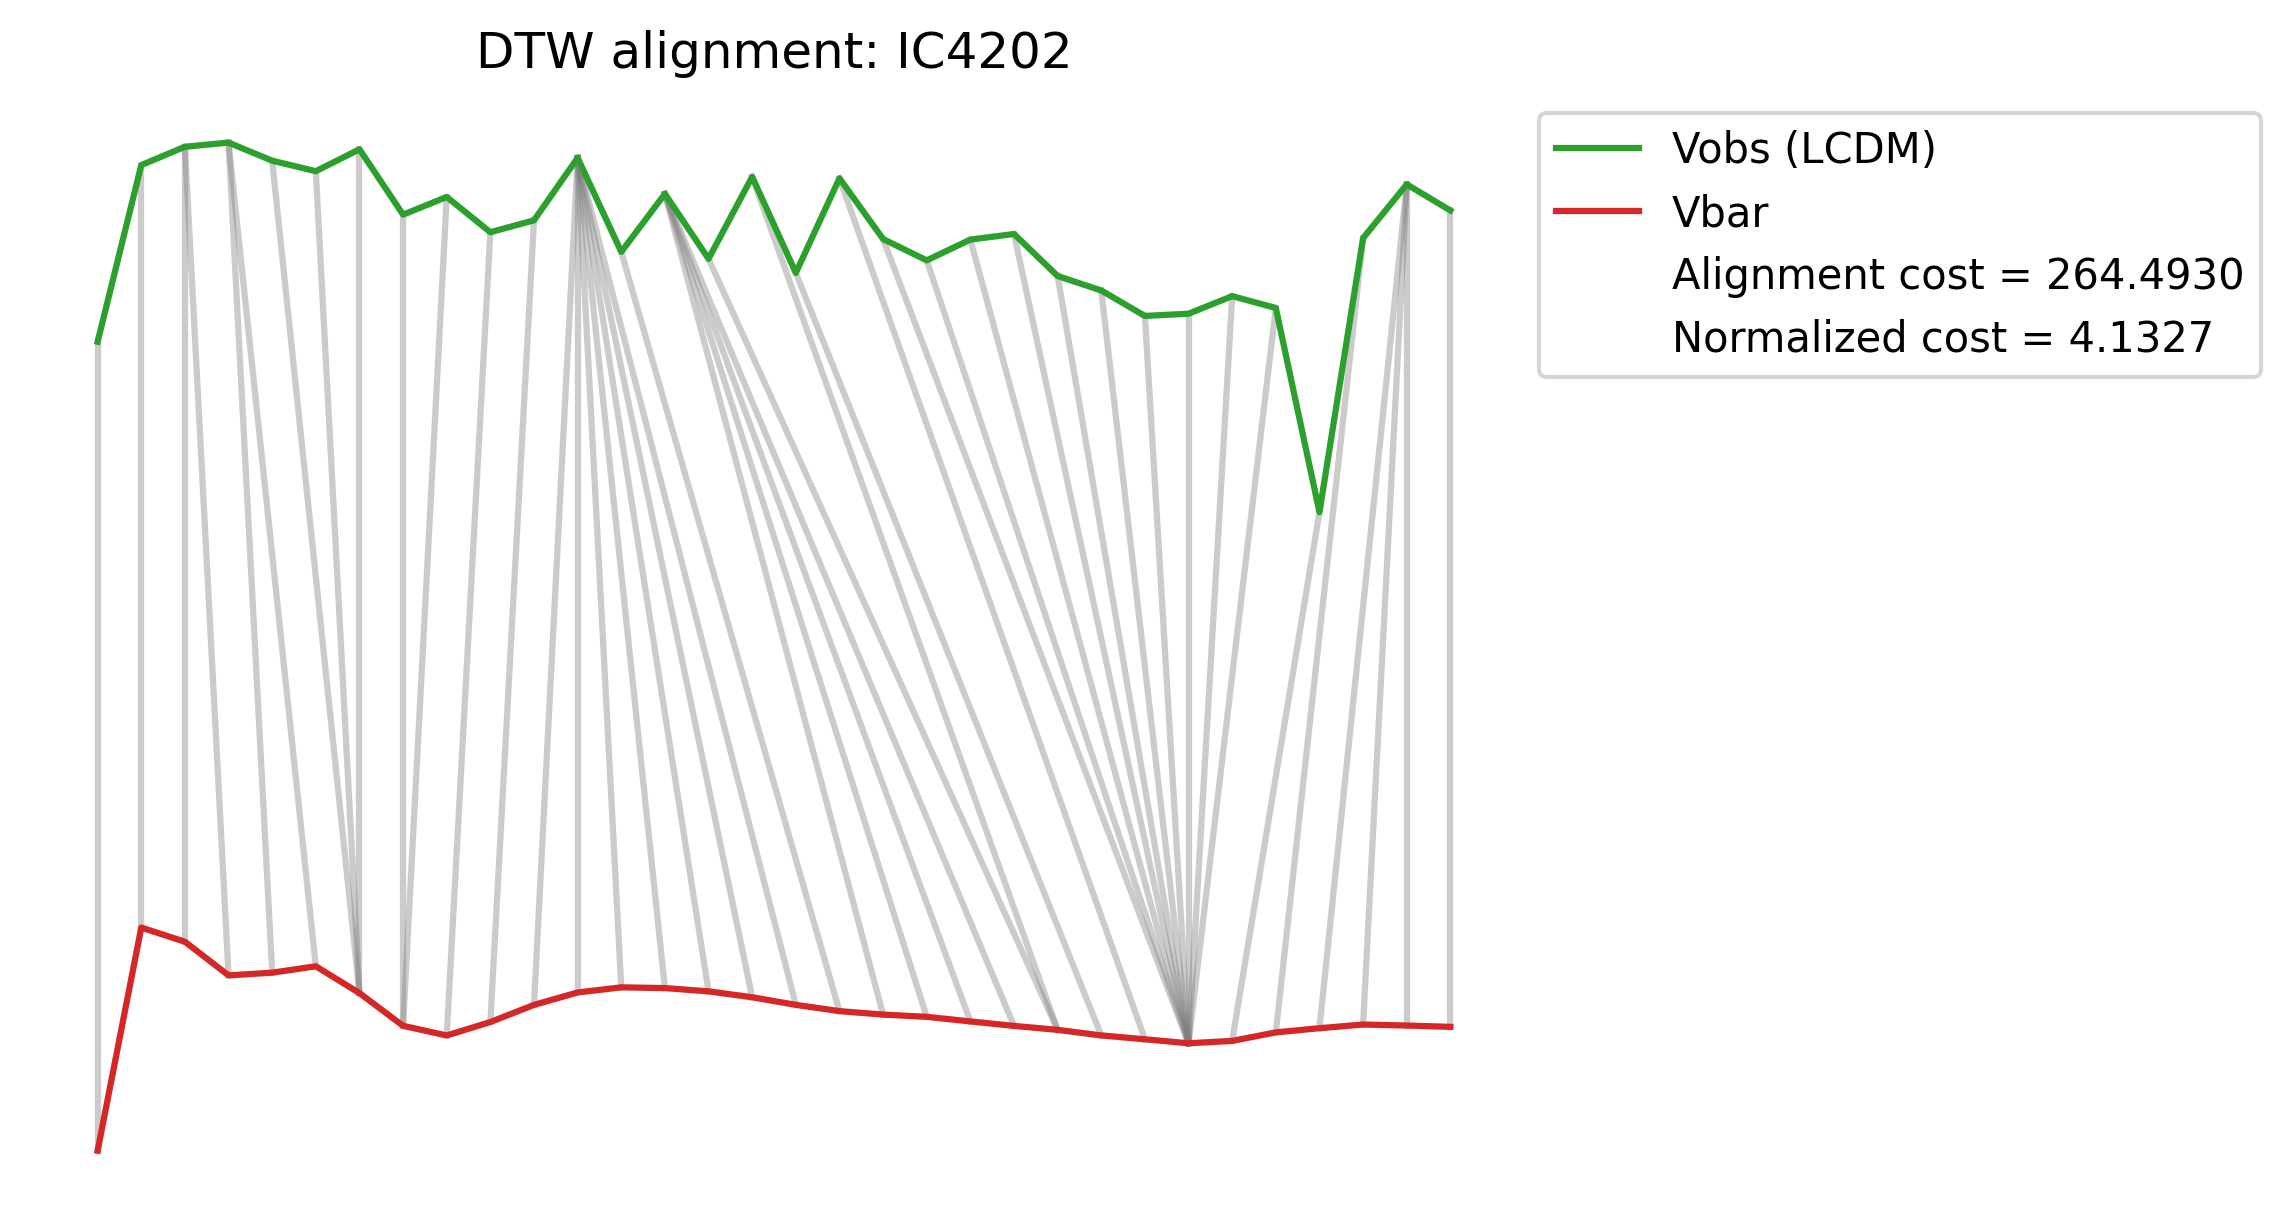 DTW alignment: IC4202
Vobs (LCDM)
Vbar
Alignment cost = 264.4930
Normalized cost = 4.1327